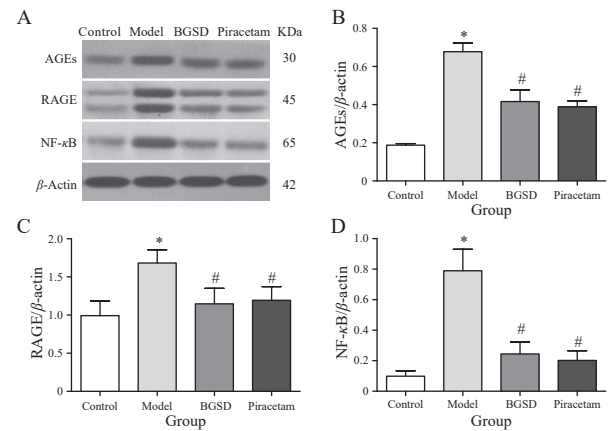 A
Control Model BGSD Piracetam KDa
AGEs 30
RAGE 45
NF-κB 65
β-Actin 42
B
AGEs/β-actin
0.8
0.6
0.4
0.2
0
*
#
#
Control Model BGSD Piracetam
Group
C
RAGE/β-actin
2.0
1.5
1.0
0.5
0
*
#
#
Control Model BGSD Piracetam
Group
D
NF-κB/β-actin
1.0
0.8
0.6
0.4
0.2
0
*
#
#
Control Model BGSD Piracetam
Group